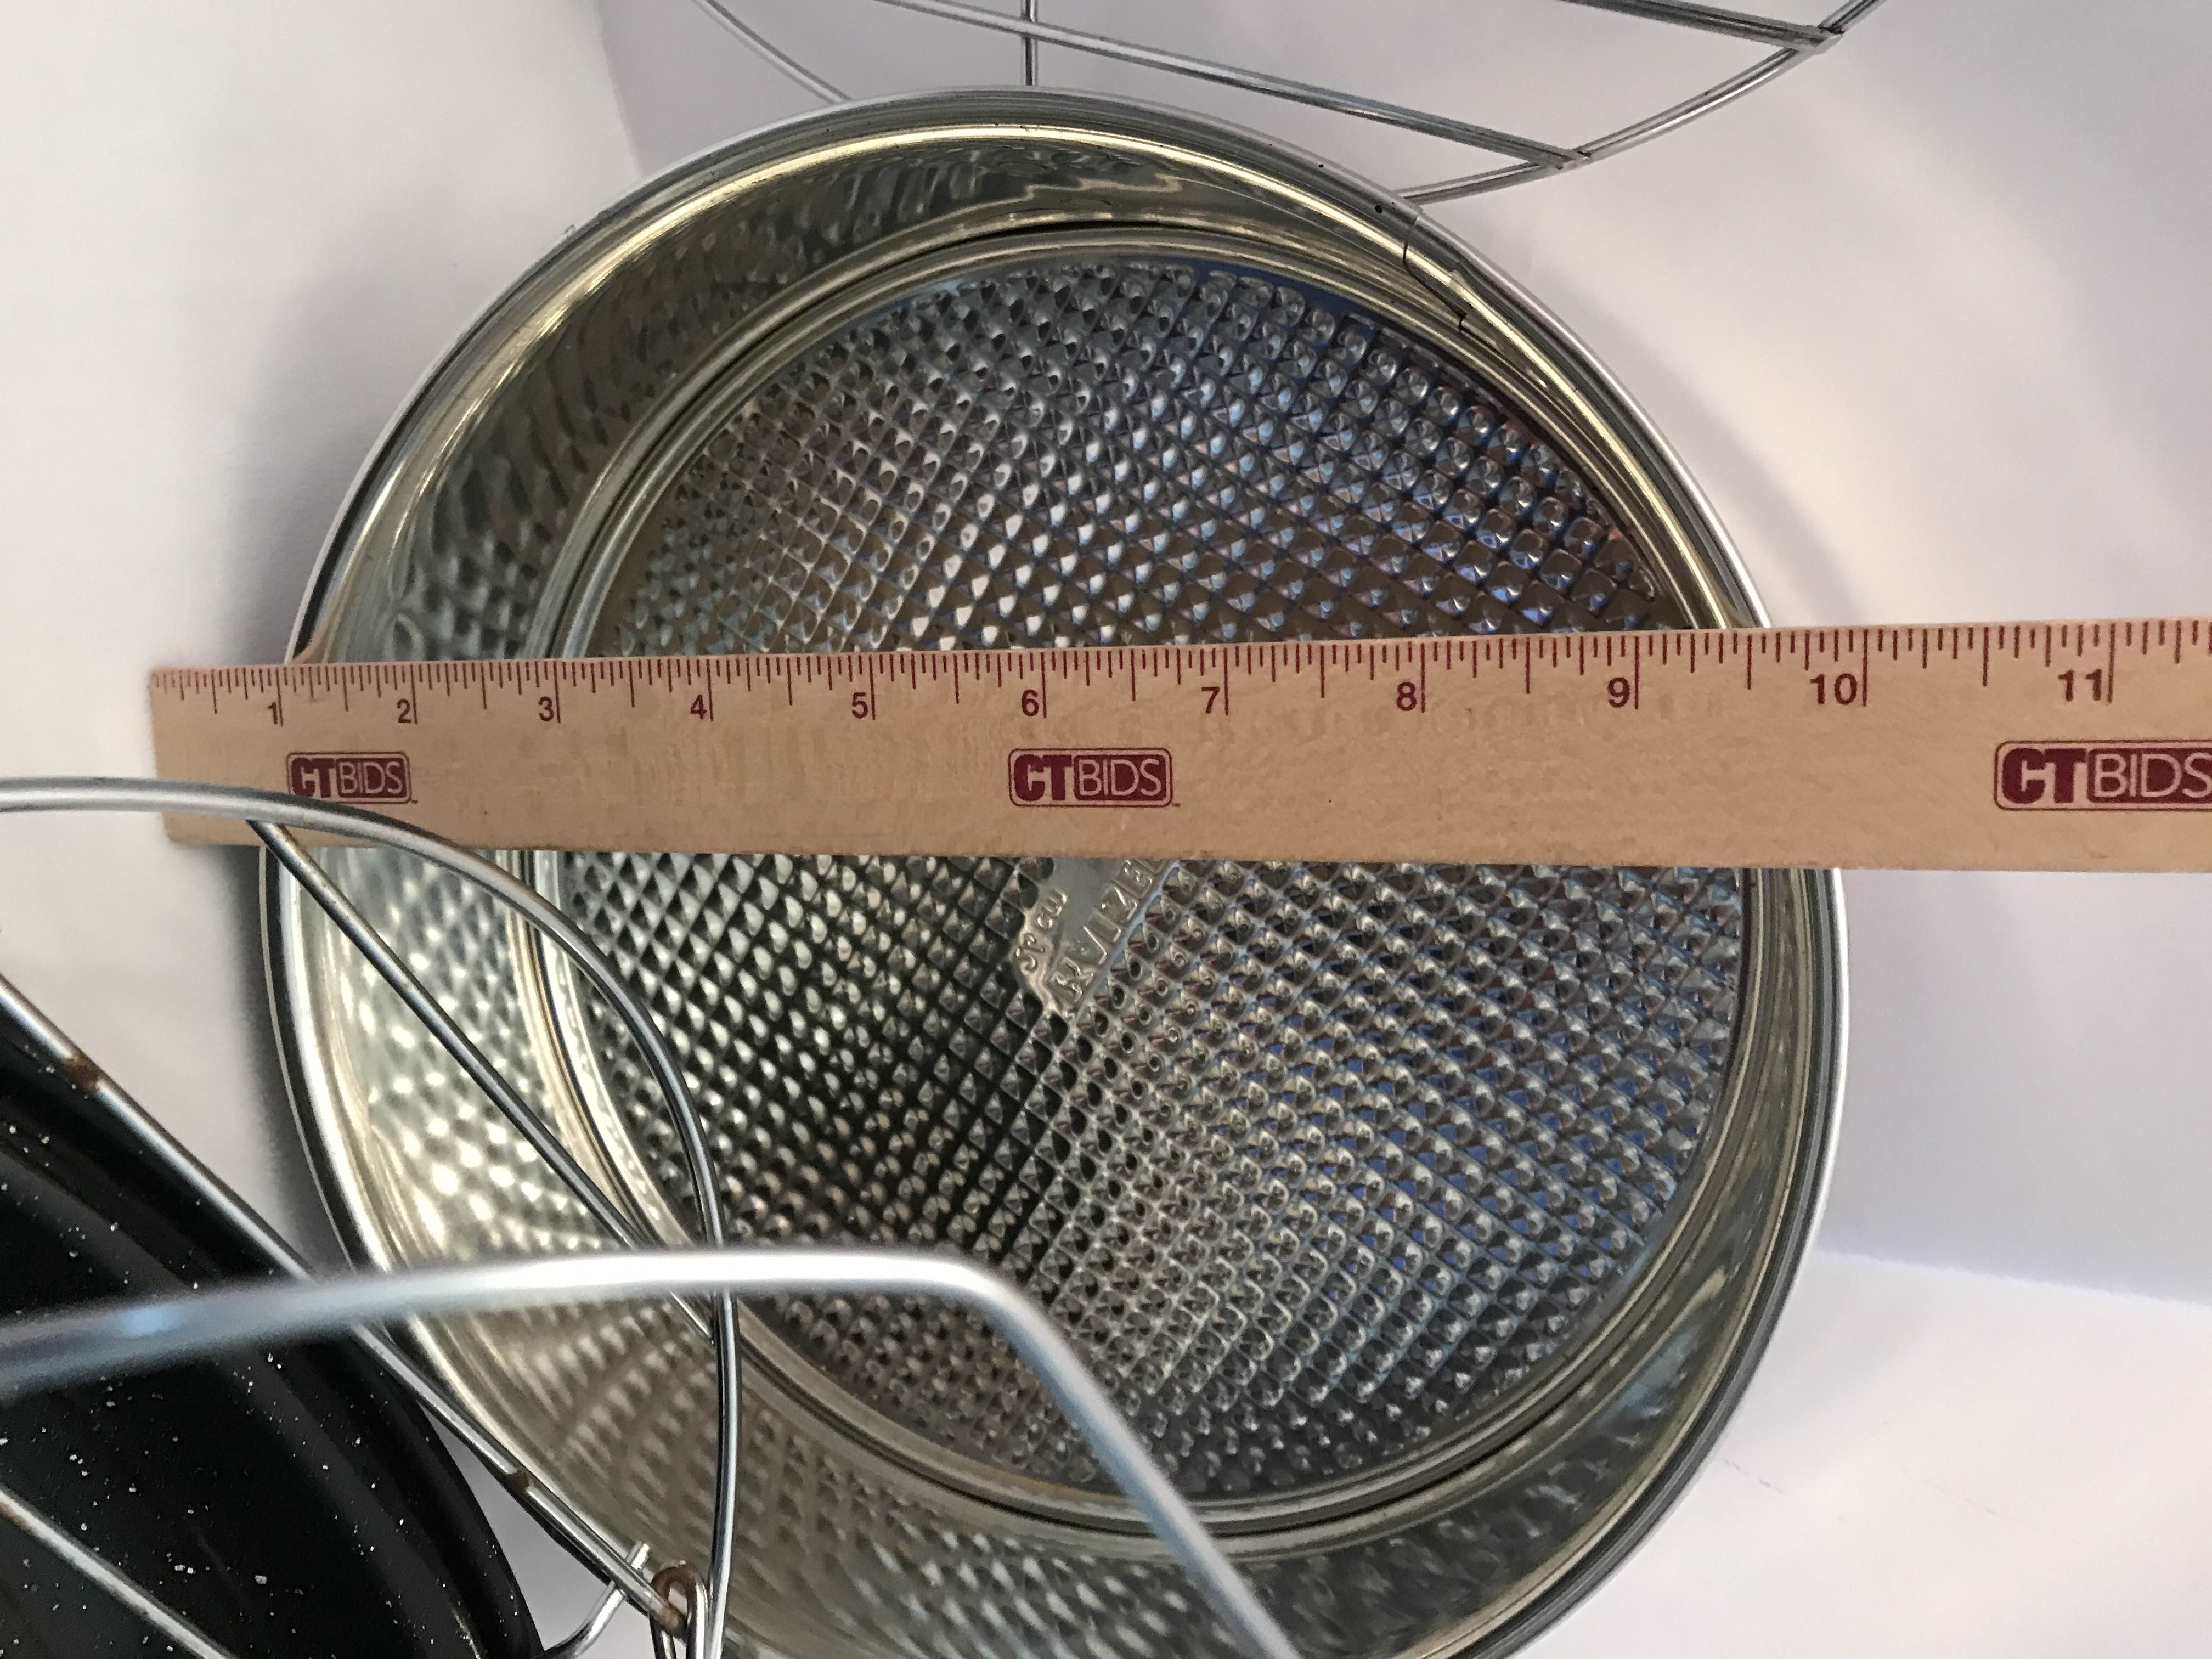 1 2 3 4 5 6 7 8 9 10 11
CTBIDS CTBIDS CTBIDS